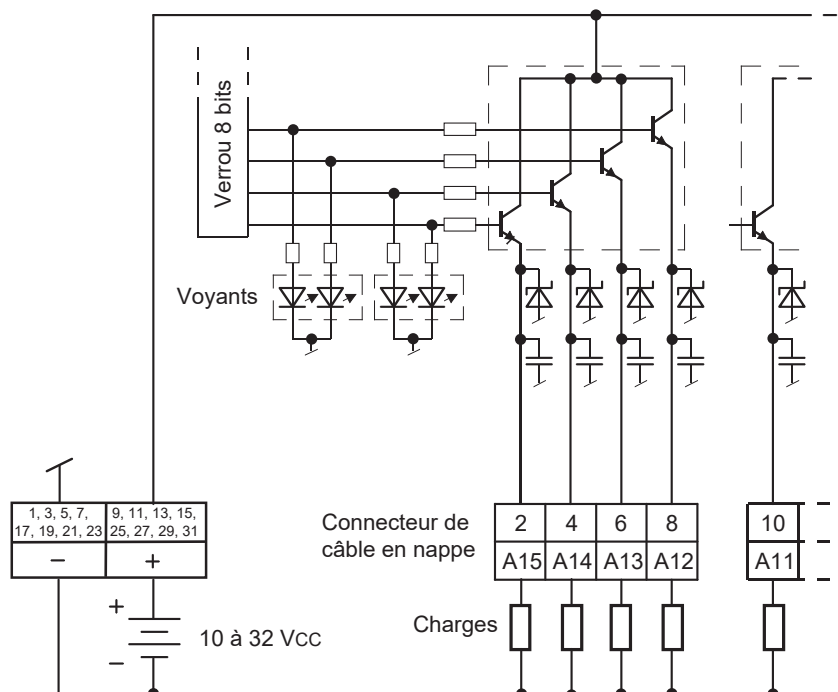 Verrou 8 bits
Voyants
1, 3, 5, 7,
17, 19, 21, 23
9, 11, 13, 15,
25, 27, 29, 31
−
+
+
−
10 à 32 VCC
Connecteur de
câble en nappe
2
4
6
8
10
A15
A14
A13
A12
A11
Charges